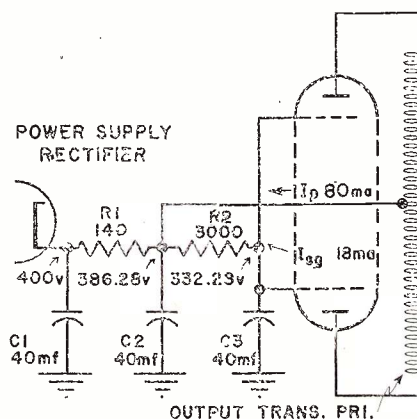 POWER SUPPLY
RECTIFIER
R1
140
R2
3000
Ip 80ma
Isg 18ma
400v
386.28v
332.23v
C1
40mf
C2
40mf
C3
40mf
OUTPUT TRANS. PRI.